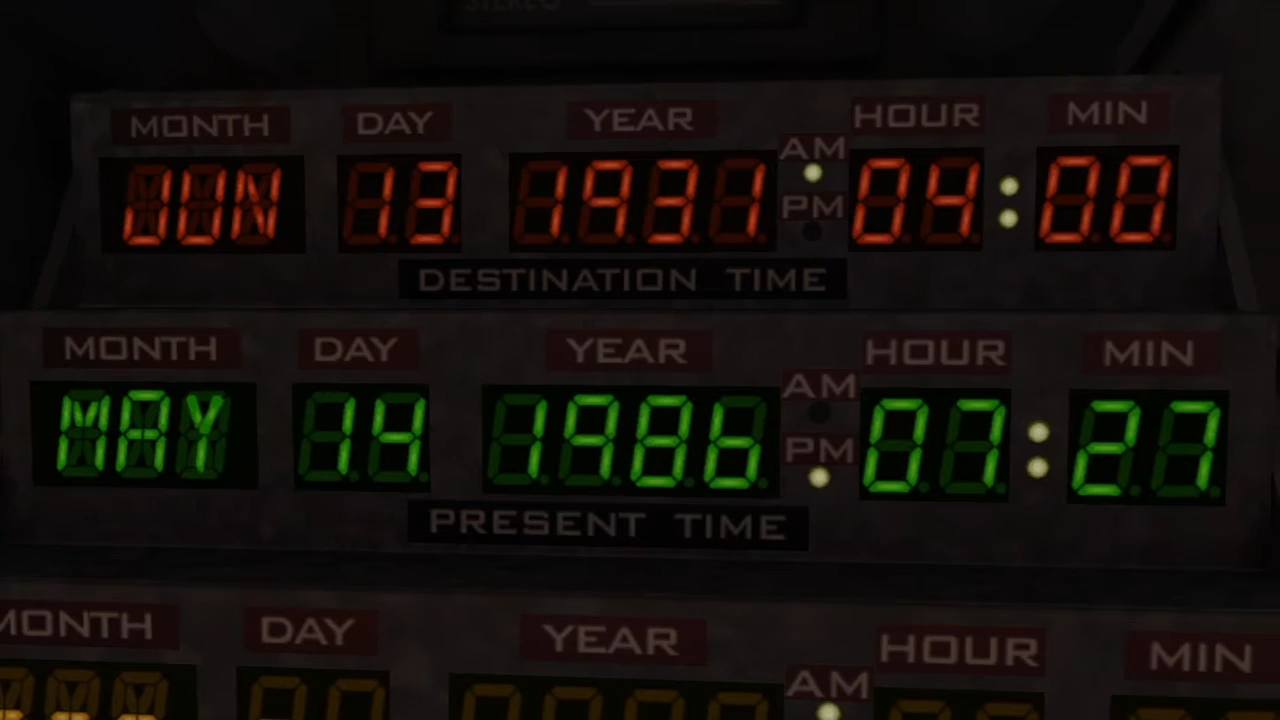 STEREO
MONTH DAY YEAR AM PM HOUR MIN
JUN 13 1931 04:00
DESTINATION TIME
MONTH DAY YEAR AM PM HOUR MIN
MAY 14 1986 07:27
PRESENT TIME
MONTH DAY YEAR AM HOUR MIN